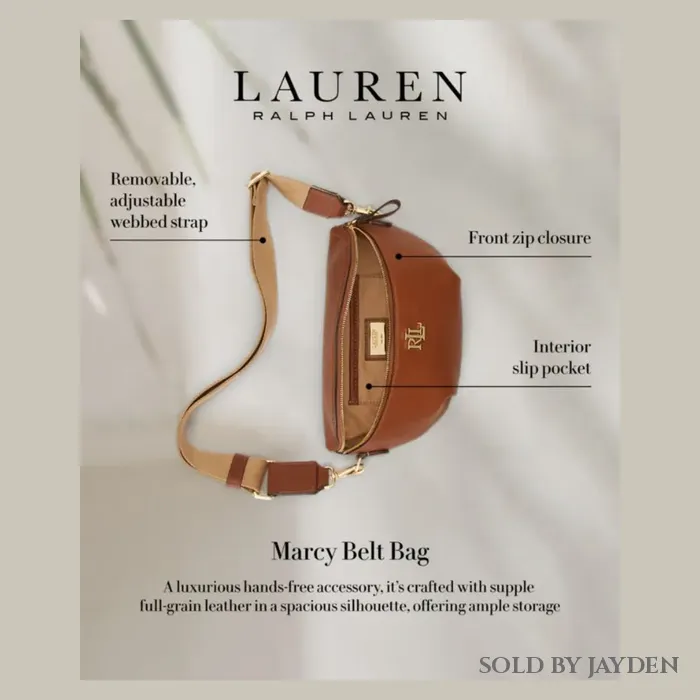 LAUREN
RALPH LAUREN
Removable,
adjustable
webbed strap
Front zip closure
RLL
Interior
slip pocket
Marcy Belt Bag
A luxurious hands-free accessory, it's crafted with supple
full-grain leather in a spacious silhouette, offering ample storage
SOLD BY JAYDEN